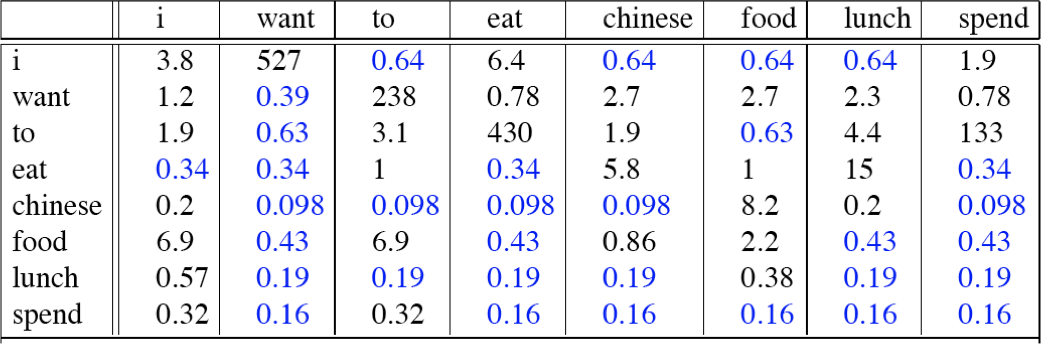 i want to eat chinese food lunch spend
i 3.8 527 0.64 6.4 0.64 0.64 0.64 1.9
want 1.2 0.39 238 0.78 2.7 2.7 2.3 0.78
to 1.9 0.63 3.1 430 1.9 0.63 4.4 133
eat 0.34 0.34 1 0.34 5.8 1 15 0.34
chinese 0.2 0.098 0.098 0.098 0.098 8.2 0.2 0.098
food 6.9 0.43 6.9 0.43 0.86 2.2 0.43 0.43
lunch 0.57 0.19 0.19 0.19 0.19 0.38 0.19 0.19
spend 0.32 0.16 0.32 0.16 0.16 0.16 0.16 0.16